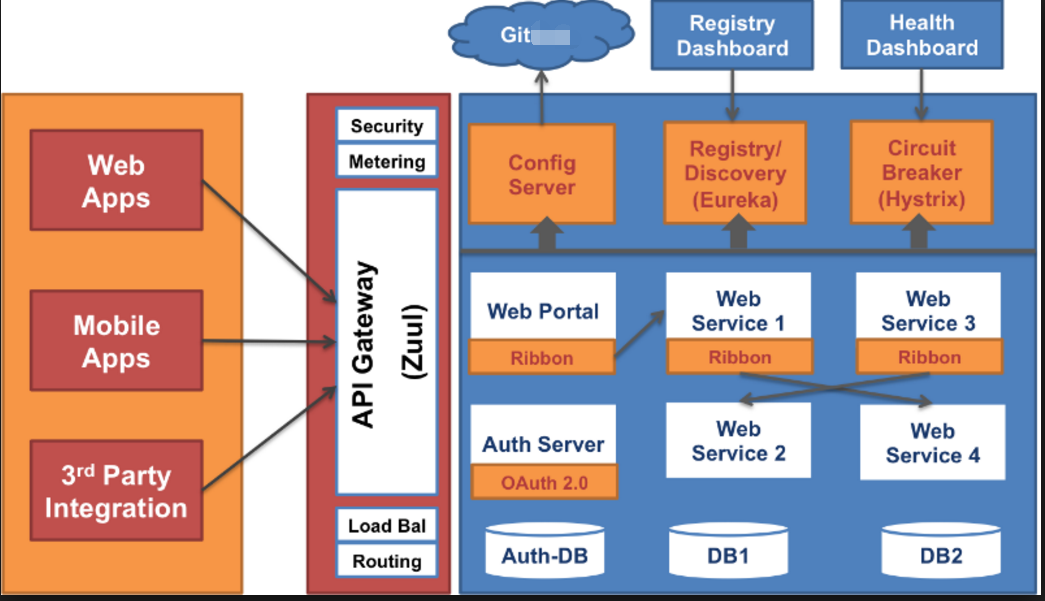 Git
Registry
Dashboard
Health
Dashboard
Web
Apps
Mobile
Apps
3rd Party
Integration
Security
Metering
API Gateway
(Zuul)
Load Bal
Routing
Config
Server
Registry/
Discovery
(Eureka)
Circuit
Breaker
(Hystrix)
Web Portal
Ribbon
Web
Service 1
Ribbon
Web
Service 3
Ribbon
Auth Server
OAuth 2.0
Web
Service 2
Web
Service 4
Auth-DB
DB1
DB2